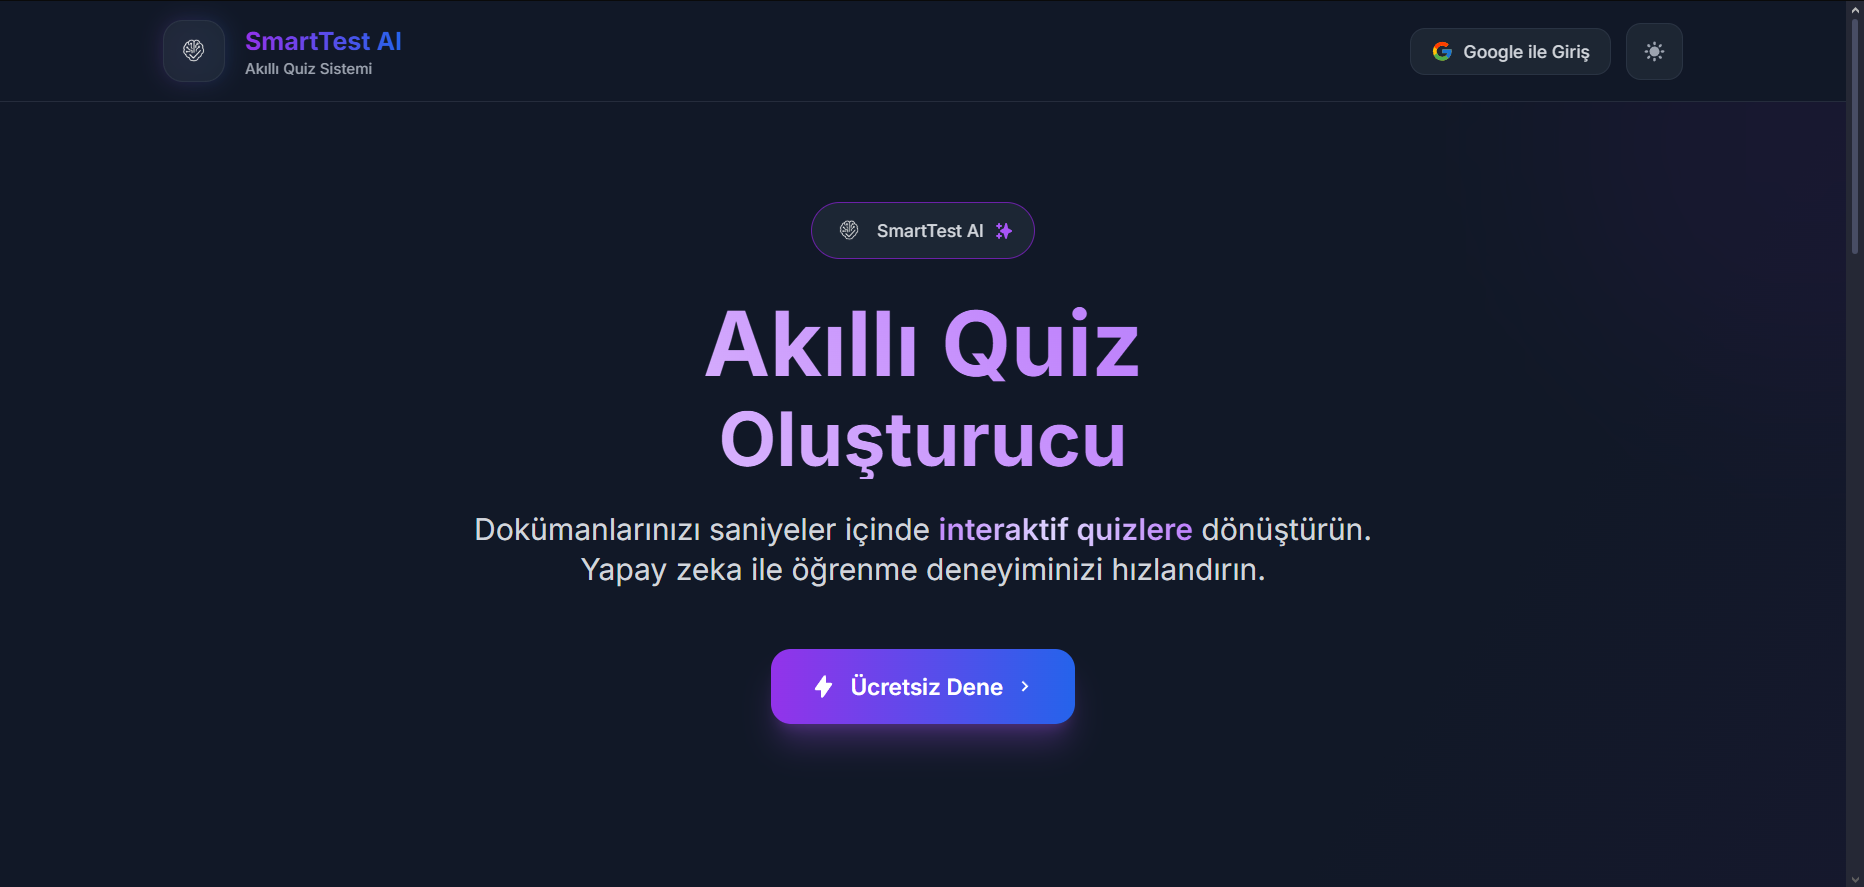 SmartTest AI
Akıllı Quiz Sistemi
Google ile Giriş
SmartTest AI
Akıllı Quiz
Oluşturucu
Dokümanlarınızı saniyeler içinde interaktif quizlere dönüştürün.
Yapay zeka ile öğrenme deneyiminizi hızlandırın.
Ücretsiz Dene